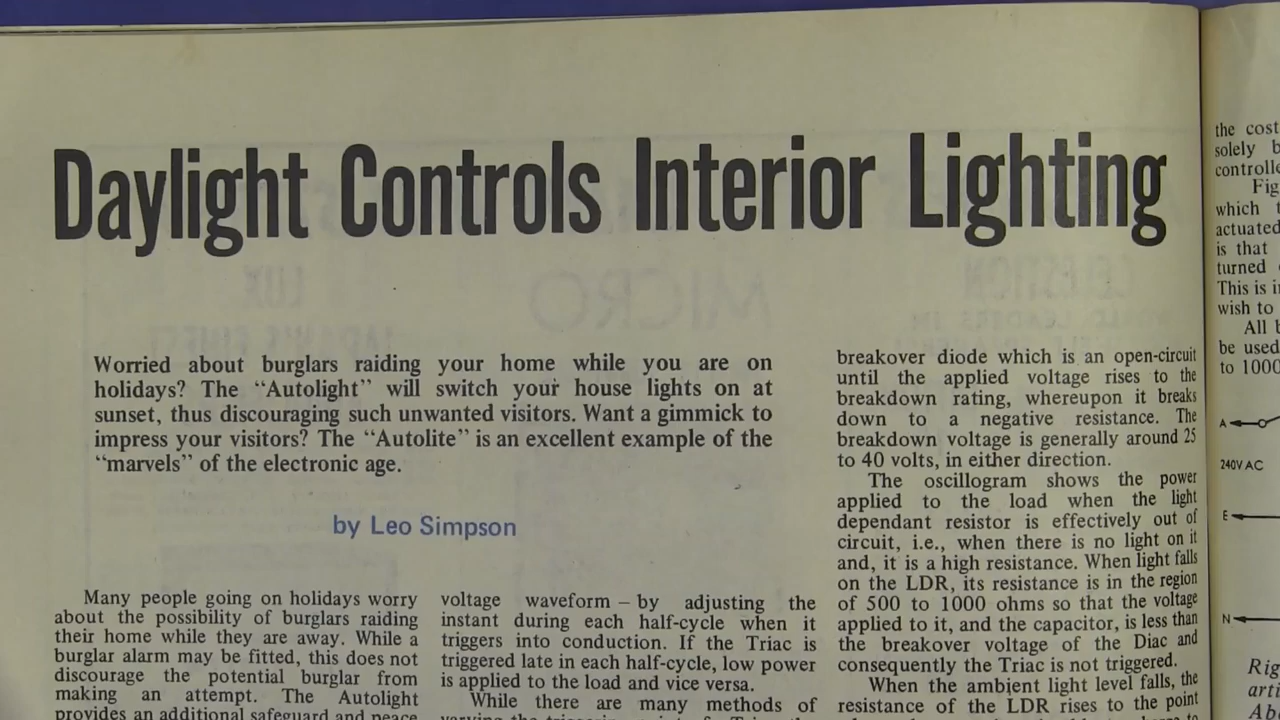 Daylight Controls Interior Lighting
Worried about burglars raiding your home while you are on
holidays? The “Autolight” will switch your house lights on at
sunset, thus discouraging such unwanted visitors. Want a gimmick to
impress your visitors? The “Autolite” is an excellent example of the
“marvels” of the electronic age.
by Leo Simpson
Many people going on holidays worry
about the possibility of burglars raiding
their home while they are away. While a
burglar alarm may be fitted, this does not
discourage the potential burglar from
making an attempt. The Autolight
provides an additional safeguard and peace
voltage waveform – by adjusting the
instant during each half-cycle when it
triggers into conduction. If the Triac is
triggered late in each half-cycle, low power
is applied to the load and vice versa.
While there are many methods of
breakover diode which is an open-circuit
until the applied voltage rises to the
breakdown rating, whereupon it breaks
down to a negative resistance. The
breakdown voltage is generally around 25
to 40 volts, in either direction.
The oscillogram shows the power
applied to the load when the light
dependant resistor is effectively out of
circuit, i.e., when there is no light on it
and, it is a high resistance. When light falls
on the LDR, its resistance is in the region
of 500 to 1000 ohms so that the voltage
applied to it, and the capacitor, is less than
the breakover voltage of the Diac and
consequently the Triac is not triggered.
When the ambient light level falls, the
resistance of the LDR rises to the point
the cost
solely b
controlle
Fig
which t
actuated
is that
turned
This is i
wish to
All b
be used
to 1000
A
240V AC
E
N
Rig
arti
Ab